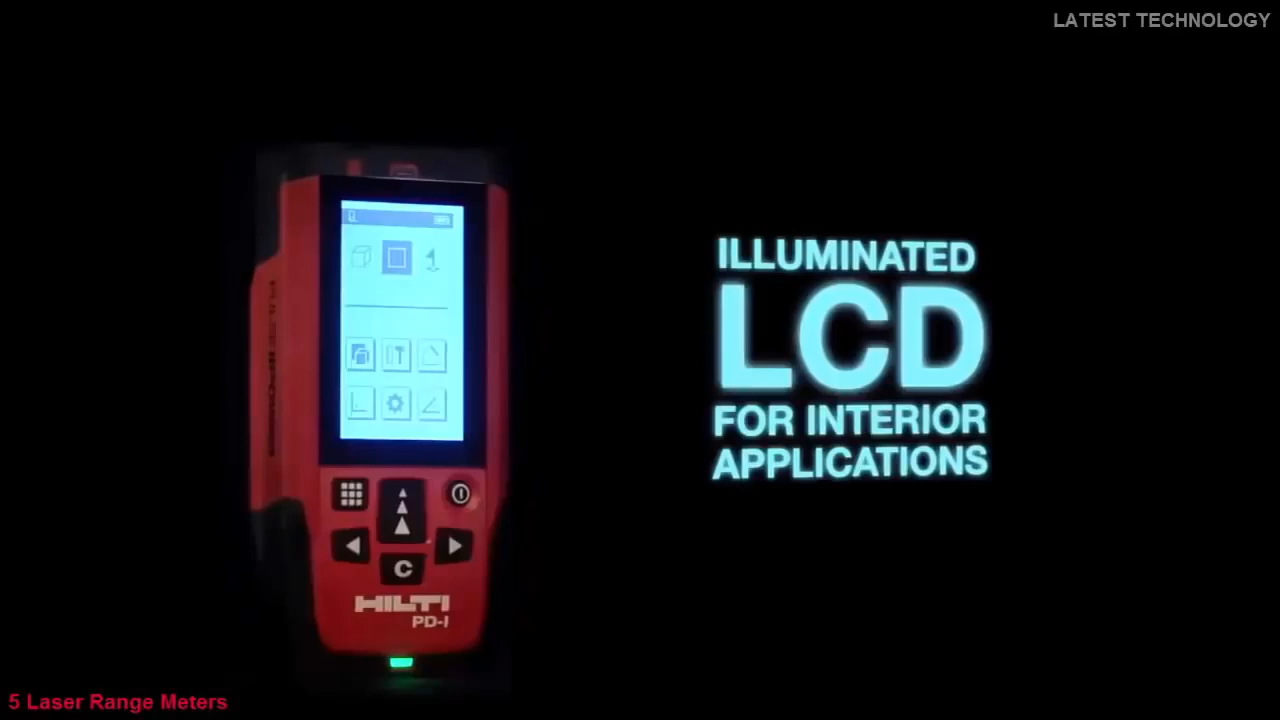 LATEST TECHNOLOGY
ILLUMINATED
LCD
FOR INTERIOR
APPLICATIONS
C
HILTI
PD-I
5 Laser Range Meters